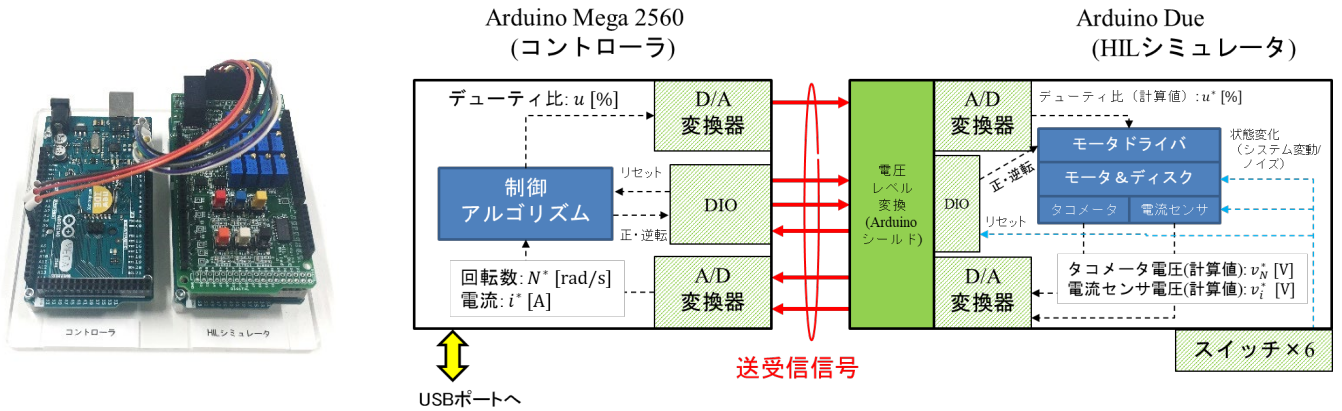 Arduino Mega 2560
(コントローラ)
Arduino Due
(HILシミュレータ)
デューティ比: u [%]
D/A
変換器
制御
アルゴリズム
リセット
正・逆転
DIO
回転数: N* [rad/s]
電流: i* [A]
A/D
変換器
USBポートへ
送受信信号
電圧
レベル
変換
(Arduino
シールド)
A/D
変換器
デューティ比（計算値）: u* [%]
正・逆転
DIO
リセット
モータドライバ
モータ＆ディスク
タコメータ
電流センサ
状態変化
（システム変動/
ノイズ）
D/A
変換器
タコメータ電圧(計算値): v*N [V]
電流センサ電圧(計算値): v*i [V]
スイッチ×6
コントローラ
HILシミュレータ